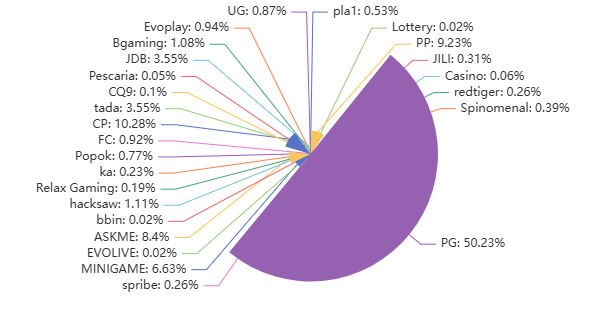 UG: 0.87%
pla1: 0.53%
Evoplay: 0.94%
Lottery: 0.02%
Bgaming: 1.08%
PP: 9.23%
JDB: 3.55%
JILI: 0.31%
Pescaria: 0.05%
Casino: 0.06%
CQ9: 0.1%
redtiger: 0.26%
tada: 3.55%
Spinomenal: 0.39%
CP: 10.28%
FC: 0.92%
Popok: 0.77%
ka: 0.23%
Relax Gaming: 0.19%
hacksaw: 1.11%
bbin: 0.02%
ASKME: 8.4%
PG: 50.23%
EVOLIVE: 0.02%
MINIGAME: 6.63%
spribe: 0.26%